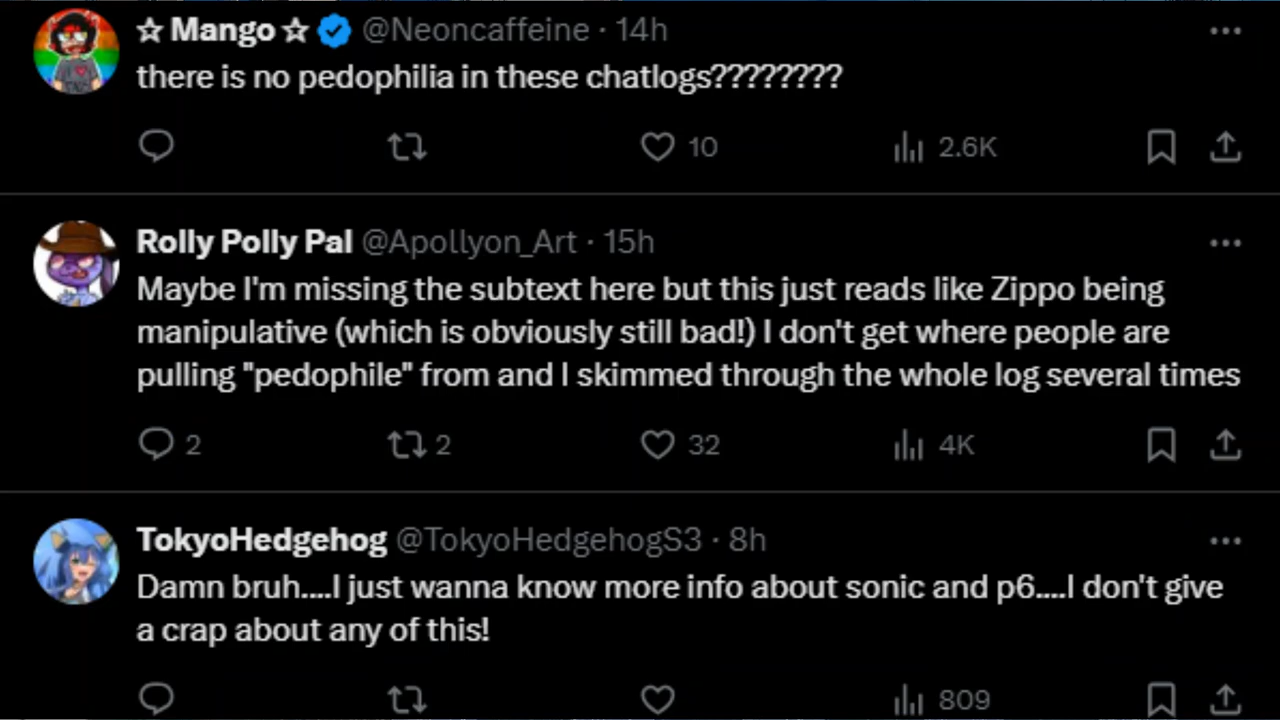 ☆ Mango ☆ @Neoncaffeine · 14h
there is no pedophilia in these chatlogs????????
10 2.6K
Rolly Polly Pal @Apollyon_Art · 15h
Maybe I'm missing the subtext here but this just reads like Zippo being
manipulative (which is obviously still bad!) I don't get where people are
pulling "pedophile" from and I skimmed through the whole log several times
2 2 32 4K
TokyoHedgehog @TokyoHedgehogS3 · 8h
Damn bruh....I just wanna know more info about sonic and p6....I don't give
a crap about any of this!
809